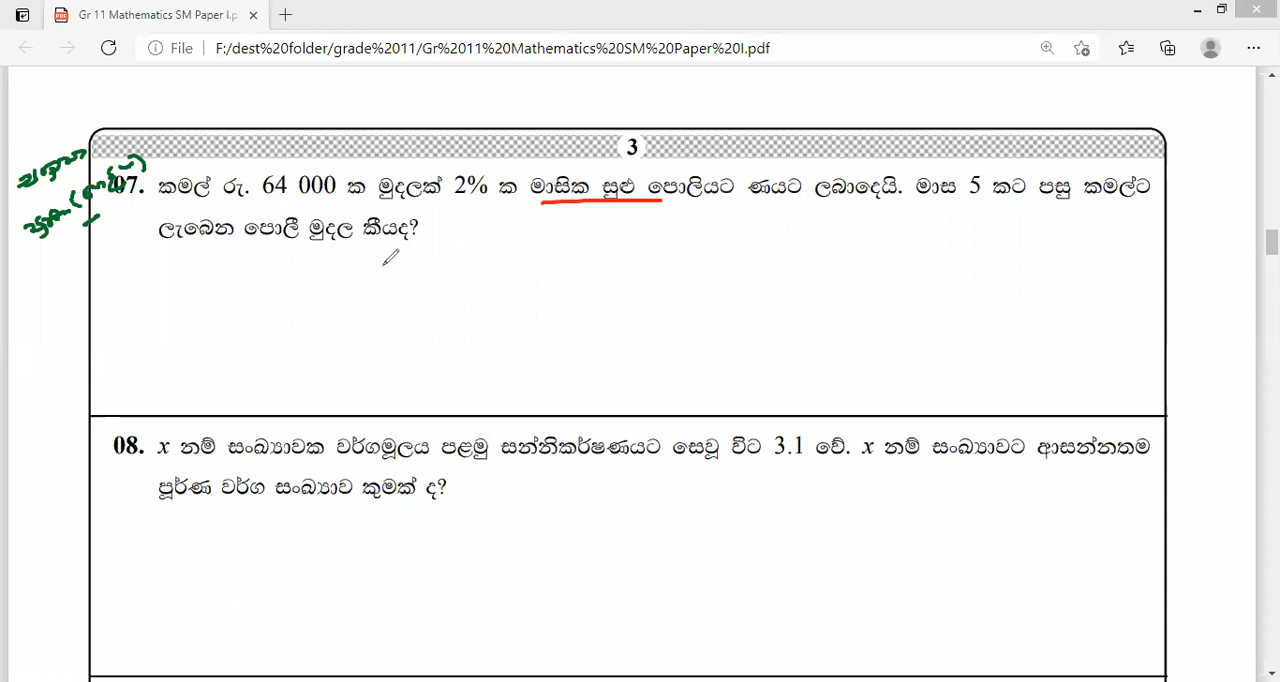 Gr 11 Mathematics SM Paper I.p
File F:/dest%20folder/grade%2011/Gr%2011%20Mathematics%20SM%20Paper%20I.pdf
3
07. කමල් රු. 64 000 ක මුදලක් 2% ක මාසික සුළු පොලියට ණයට ලබාදෙයි. මාස 5 කට පසු කමල්ට
ලැබෙන පොලී මුදල කීයද?
08. x නම් සංඛ්‍යාවක වර්ගමූලය පළමු සන්නිකර්ෂණයට සෙවූ විට 3.1 වේ. x නම් සංඛ්‍යාවට ආසන්නතම
පූර්ණ වර්ග සංඛ්‍යාව කුමක් ද?